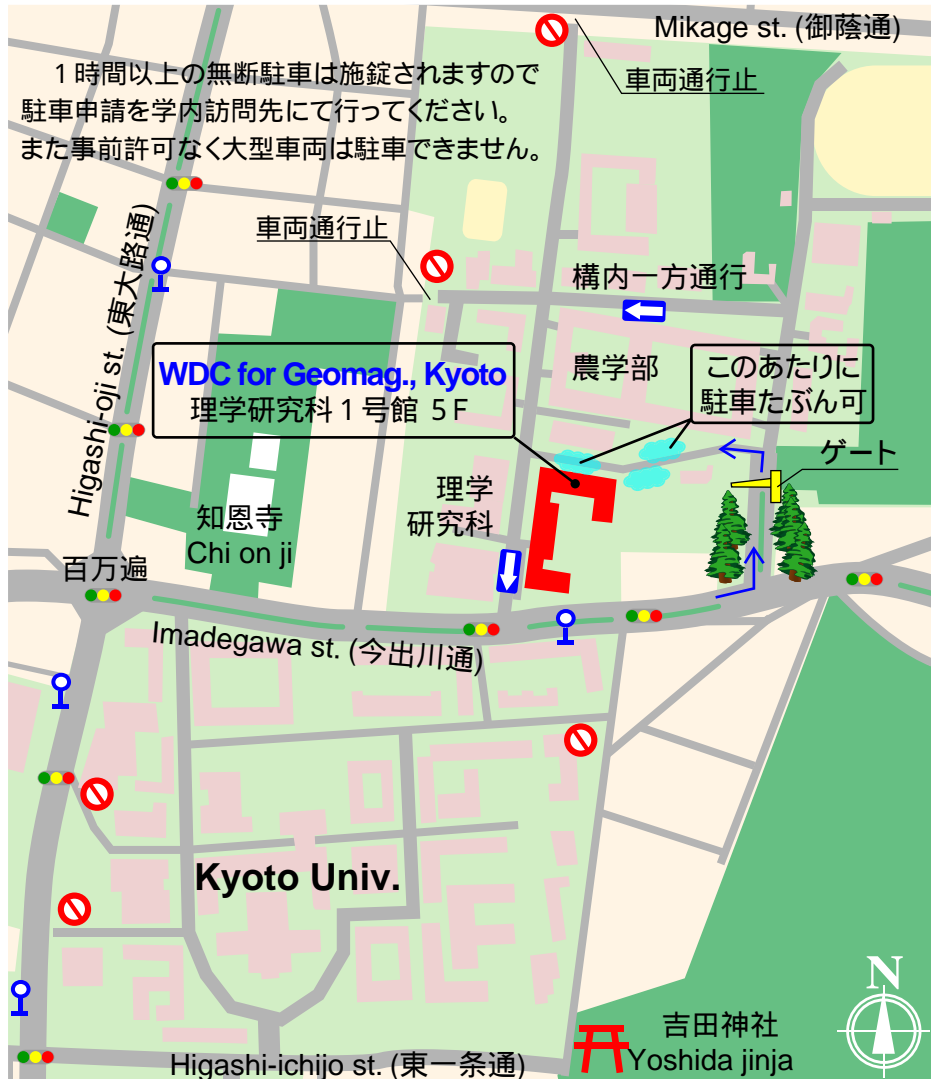 Mikage st. (御蔭通)
1時間以上の無断駐車は施錠されますので
駐車申請を学内訪問先にて行ってください。
また事前許可なく大型車両は駐車できません。
車両通行止
車両通行止
Higashi-oji st. (東大路通)
構内一方通行
WDC for Geomag., Kyoto
理学研究科1号館 5F
農学部
このあたりに
駐車たぶん可
ゲート
理学
研究科
知恩寺
Chi on ji
百万遍
Imadegawa st. (今出川通)
Kyoto Univ.
N
吉田神社
Yoshida jinja
Higashi-ichijo st. (東一条通)